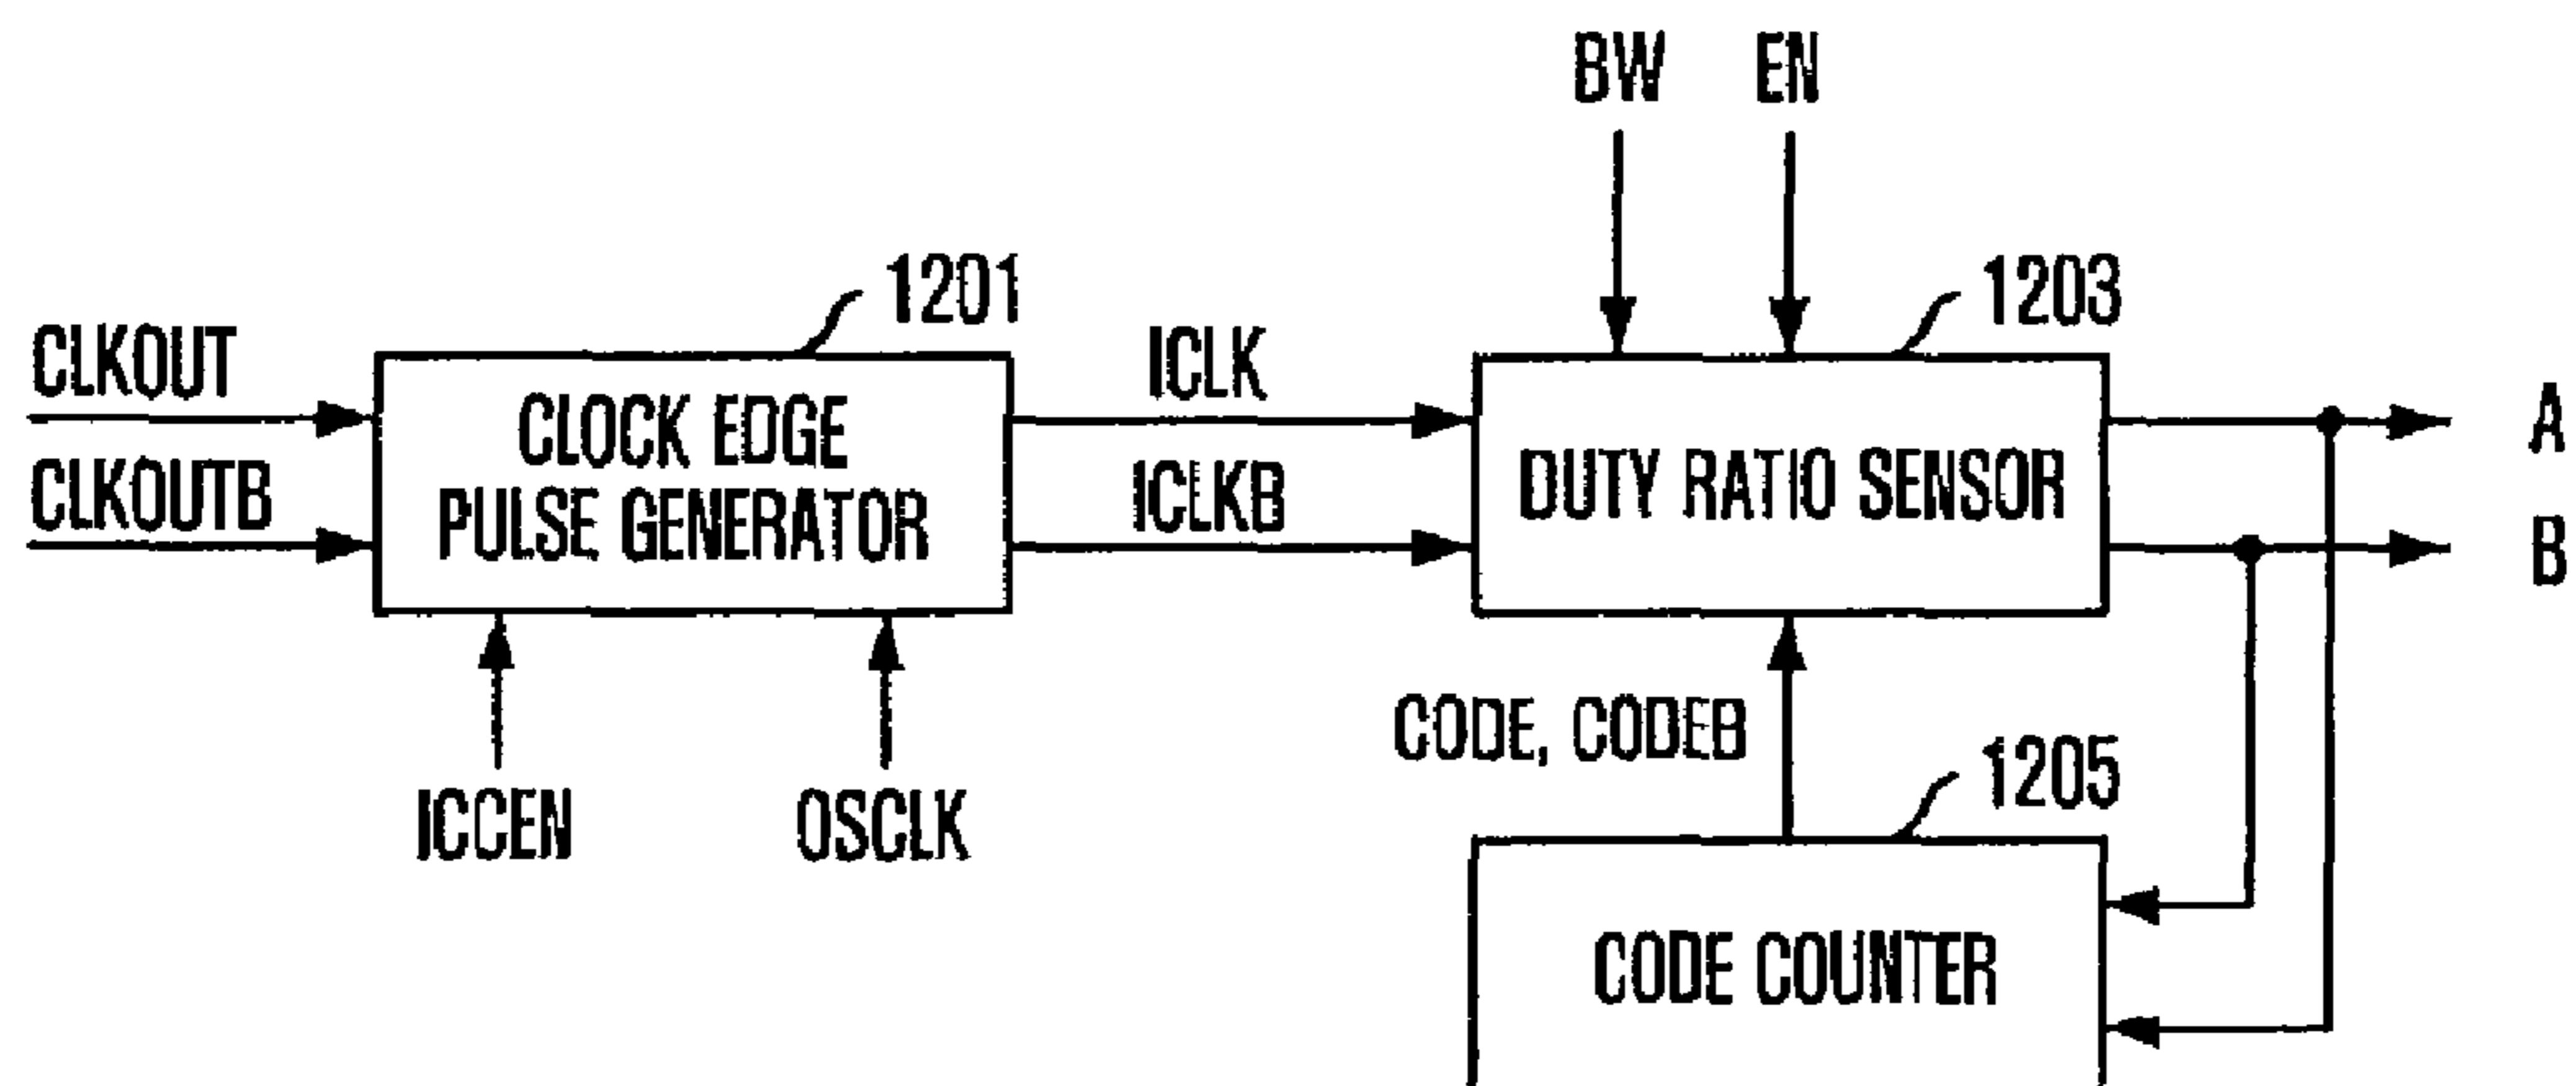 BW EN
1201
1203
CLKOUT
CLKOUTB
CLOCK EDGE
PULSE GENERATOR
ICLK
ICLKB
DUTY RATIO SENSOR
A
B
ICCEN
OSCLK
CODE, CODEB
1205
CODE COUNTER